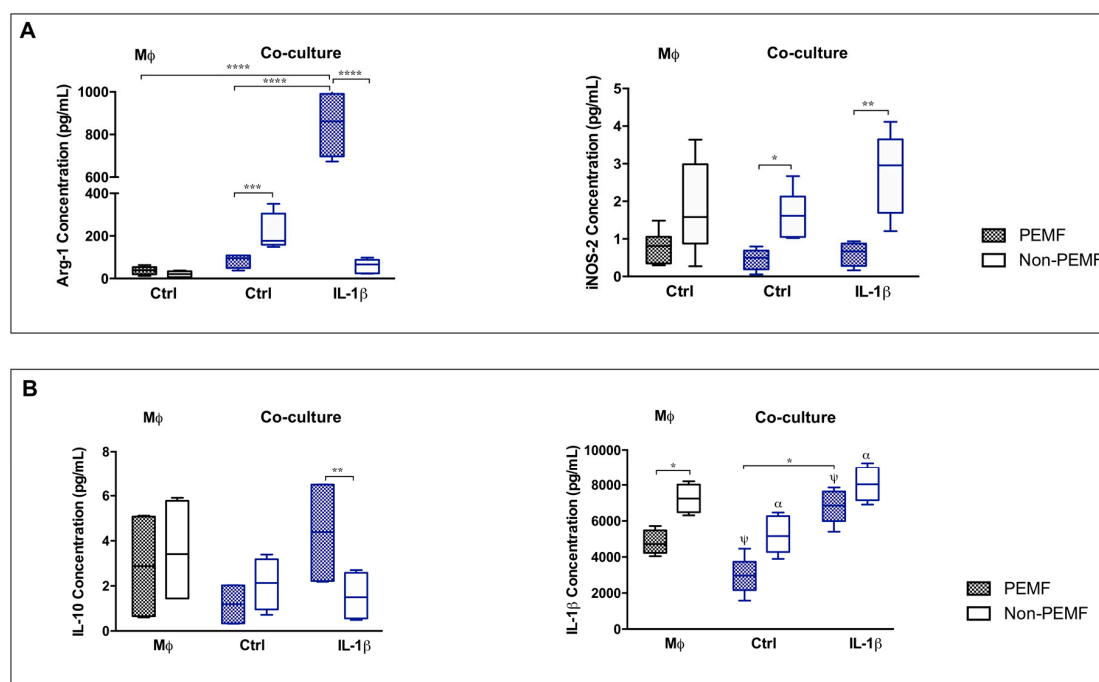 A
Mϕ Co-culture
****
****
****
***
Arg-1 Concentration (pg/mL)
1000
800
600
400
200
0
Ctrl Ctrl IL-1β
Mϕ Co-culture
**
*
iNOS-2 Concentration (pg/mL)
5
4
3
2
1
0
Ctrl Ctrl IL-1β
PEMF
Non-PEMF
B
Mϕ Co-culture
**
IL-10 Concentration (pg/mL)
8
6
4
2
0
Mϕ Ctrl IL-1β
Mϕ Co-culture
* * α
ψ α ψ
IL-1β Concentration (pg/mL)
10000
8000
6000
4000
2000
0
Mϕ Ctrl IL-1β
PEMF
Non-PEMF